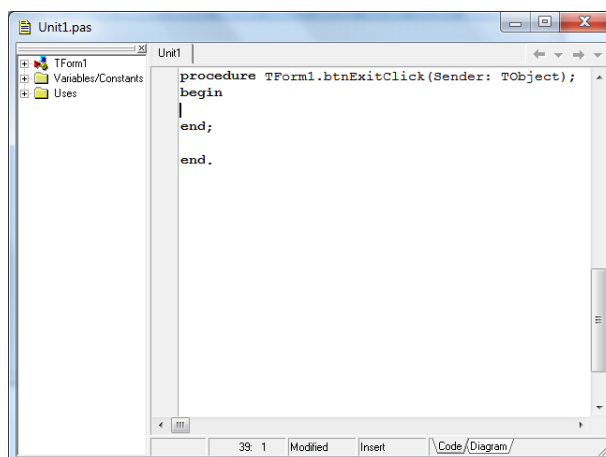 Unit1.pas
TForm1
Variables/Constants
Uses
Unit1
procedure TForm1.btnExitClick(Sender: TObject);
begin
end;
end.
39: 1 Modified Insert Code Diagram